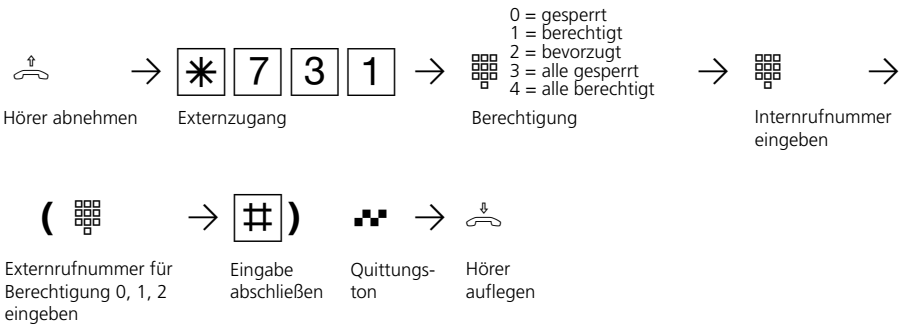 0 = gesperrt
1 = berechtigt
2 = bevorzugt
3 = alle gesperrt
4 = alle berechtigt
* 7 3 1
Hörer abnehmen
Externzugang
Berechtigung
Internrufnummer
eingeben
( # )
Externrufnummer für
Berechtigung 0, 1, 2
eingeben
Eingabe
abschließen
Quittungs-
ton
Hörer
auflegen